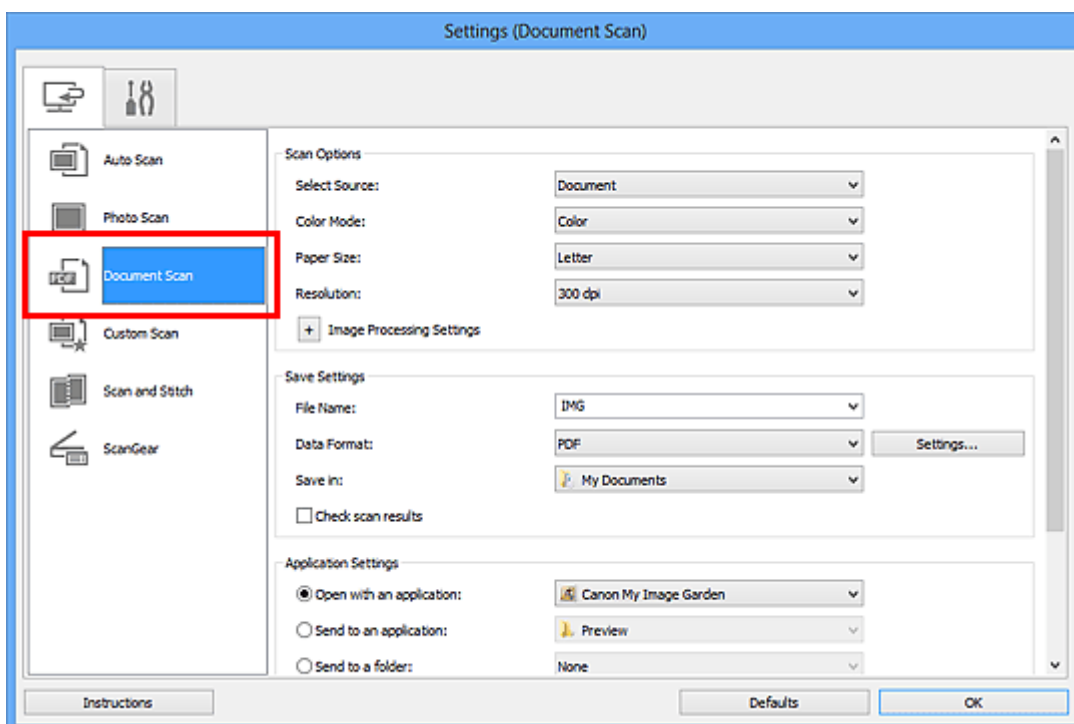 Settings (Document Scan)
Auto Scan
Photo Scan
Document Scan
Custom Scan
Scan and Stitch
ScanGear
Scan Options
Select Source: Document
Color Mode: Color
Paper Size: Letter
Resolution: 300 dpi
+ Image Processing Settings
Save Settings
File Name: IMG
Data Format: PDF Settings...
Save in: My Documents
Check scan results
Application Settings
Open with an application: Canon My Image Garden
Send to an application: Preview
Send to a folder: None
Instructions Defaults OK